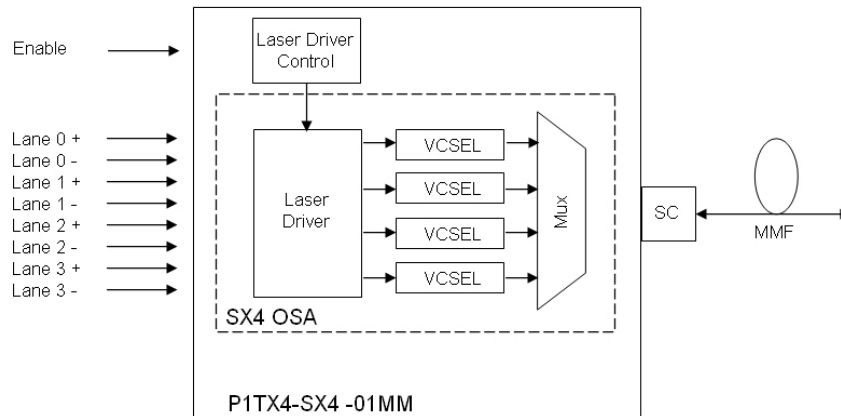 Enable
Laser Driver
Control
Lane 0 +
Lane 0 -
Lane 1 +
Lane 1 -
Lane 2 +
Lane 2 -
Lane 3 +
Lane 3 -
Laser
Driver
VCSEL
VCSEL
VCSEL
VCSEL
Mux
SC
MMF
SX4 OSA
P1TX4-SX4 -01MM